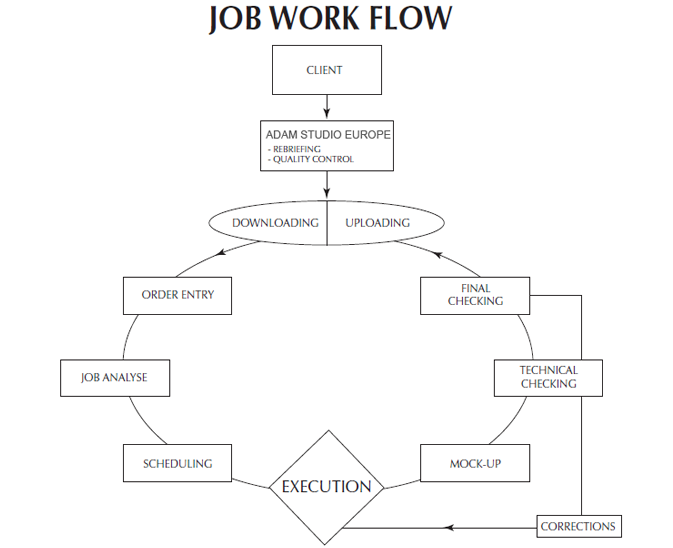 JOB WORK FLOW
CLIENT
ADAM STUDIO EUROPE
- REBRIEFING
- QUALITY CONTROL
DOWNLOADING
UPLOADING
ORDER ENTRY
FINAL
CHECKING
JOB ANALYSE
TECHNICAL
CHECKING
SCHEDULING
EXECUTION
MOCK-UP
CORRECTIONS